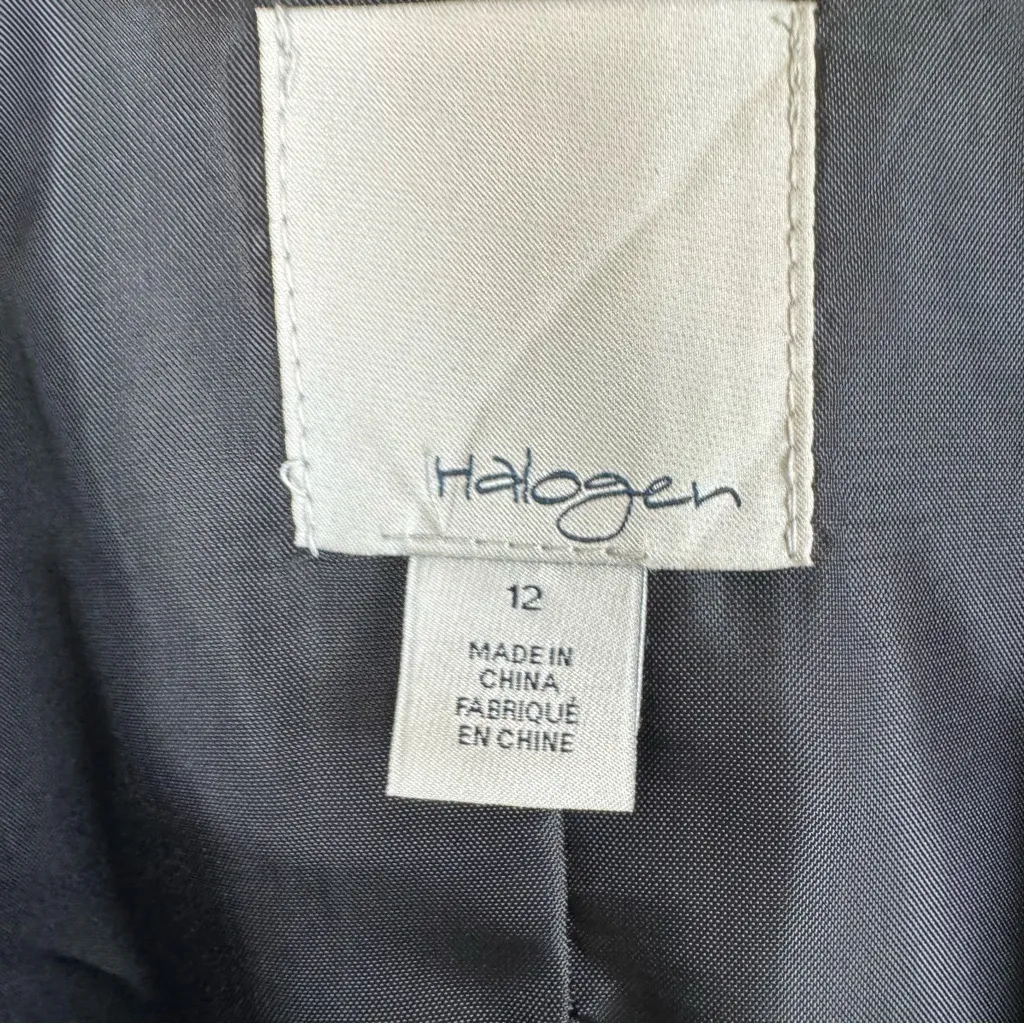 Halogen
12
MADE IN
CHINA
FABRIQUÉ
EN CHINE